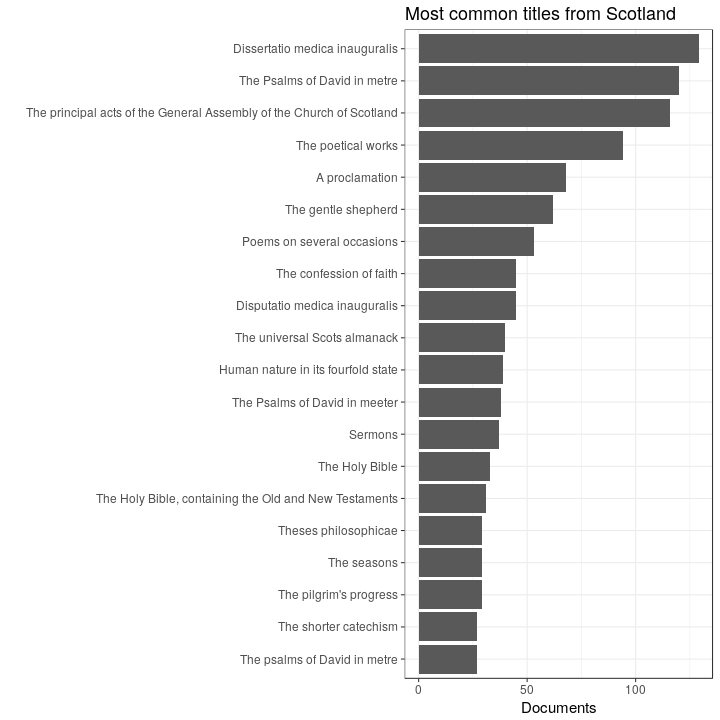 Most common titles from Scotland
Dissertatio medica inauguralis
The Psalms of David in metre
The principal acts of the General Assembly of the Church of Scotland
The poetical works
A proclamation
The gentle shepherd
Poems on several occasions
The confession of faith
Disputatio medica inauguralis
The universal Scots almanack
Human nature in its fourfold state
The Psalms of David in meeter
Sermons
The Holy Bible
The Holy Bible, containing the Old and New Testaments
Theses philosophicae
The seasons
The pilgrim's progress
The shorter catechism
The psalms of David in metre
0 50 100
Documents